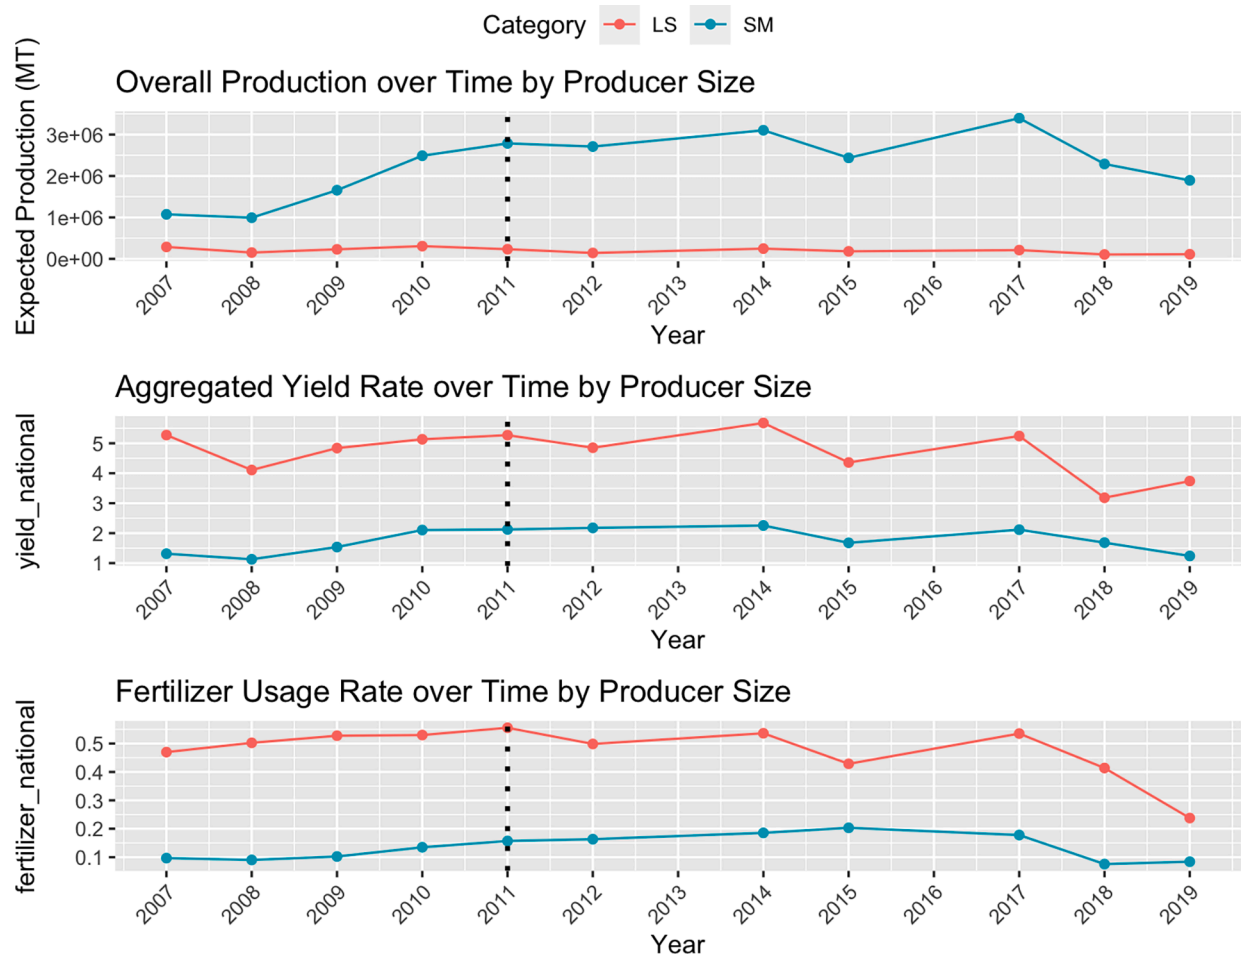 Category LS SM
Overall Production over Time by Producer Size
Expected Production (MT)
3e+06
2e+06
1e+06
0e+00
2007 2008 2009 2010 2011 2012 2013 2014 2015 2016 2017 2018 2019
Year
Aggregated Yield Rate over Time by Producer Size
yield_national
5
4
3
2
1
2007 2008 2009 2010 2011 2012 2013 2014 2015 2016 2017 2018 2019
Year
Fertilizer Usage Rate over Time by Producer Size
fertilizer_national
0.5
0.4
0.3
0.2
0.1
2007 2008 2009 2010 2011 2012 2013 2014 2015 2016 2017 2018 2019
Year